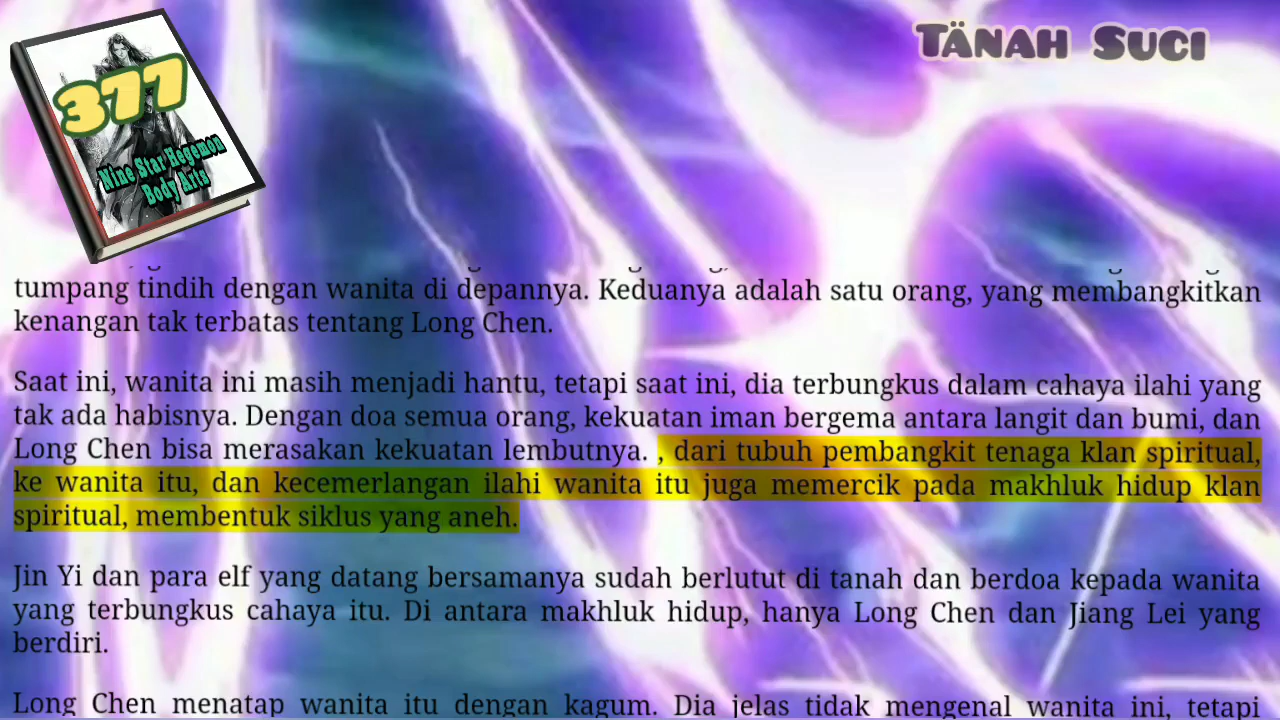 TÄNAH SUCI
377
Nine Star Hegemon
Body Arts
tumpang tindih dengan wanita di depannya. Keduanya adalah satu orang, yang membangkitkan
kenangan tak terbatas tentang Long Chen.
Saat ini, wanita ini masih menjadi hantu, tetapi saat ini, dia terbungkus dalam cahaya ilahi yang
tak ada habisnya. Dengan doa semua orang, kekuatan iman bergema antara langit dan bumi, dan
Long Chen bisa merasakan kekuatan lembutnya. , dari tubuh pembangkit tenaga klan spiritual,
ke wanita itu, dan kecemerlangan ilahi wanita itu juga memercik pada makhluk hidup klan
spiritual, membentuk siklus yang aneh.
Jin Yi dan para elf yang datang bersamanya sudah berlutut di tanah dan berdoa kepada wanita
yang terbungkus cahaya itu. Di antara makhluk hidup, hanya Long Chen dan Jiang Lei yang
berdiri.
Long Chen menatap wanita itu dengan kagum. Dia jelas tidak mengenal wanita ini, tetapi